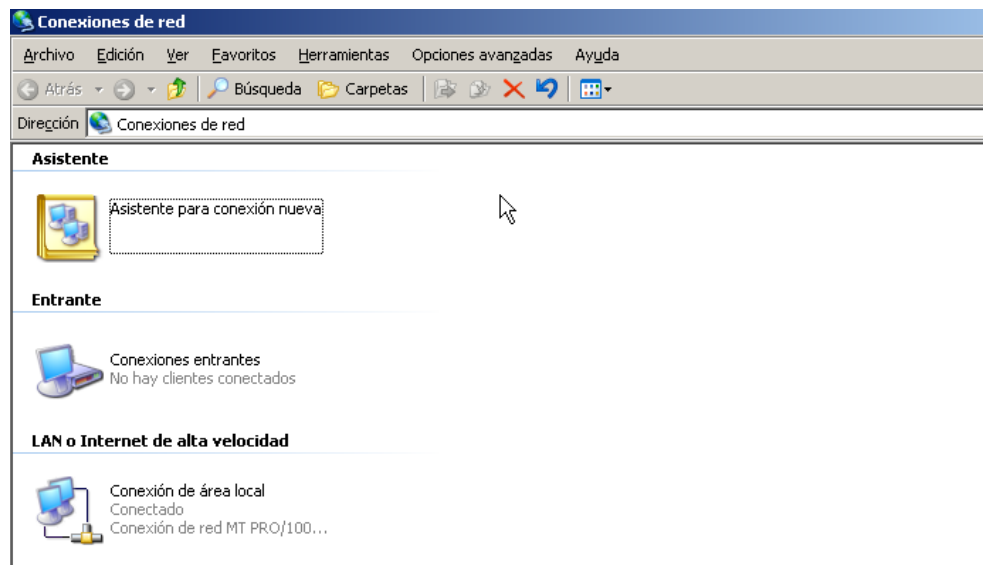 Conexiones de red
Archivo Edición Ver Favoritos Herramientas Opciones avanzadas Ayuda
Atrás Búsqueda Carpetas
Dirección Conexiones de red
Asistente
Asistente para conexión nueva
Entrante
Conexiones entrantes
No hay clientes conectados
LAN o Internet de alta velocidad
Conexión de área local
Conectado
Conexión de red MT PRO/100...